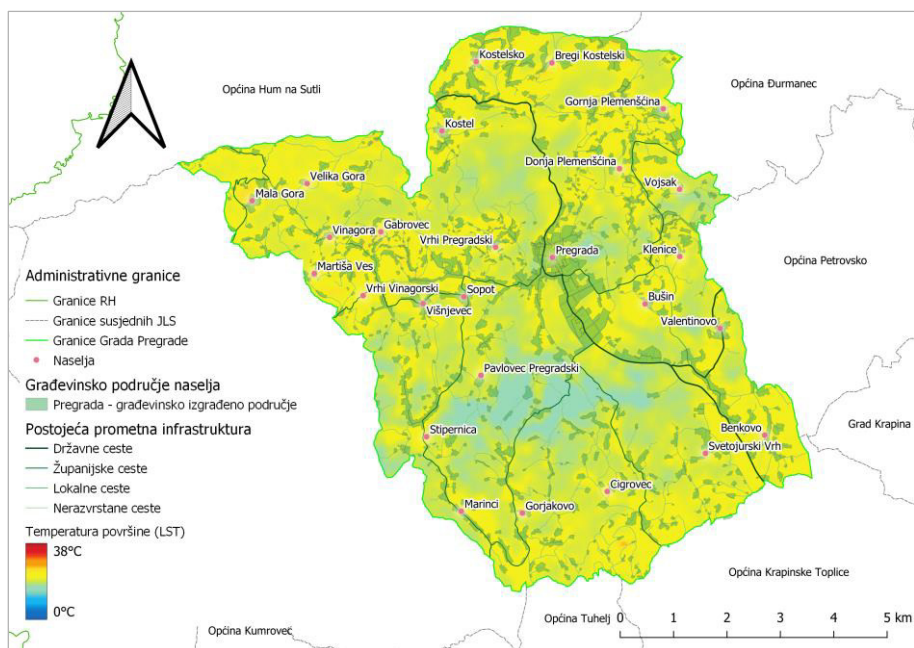 Općina Hum na Sutli
Općina Đurmanec
Kostelsko
Bregi Kostelski
Gornja Plemenšćina
Kostel
Donja Plemenšćina
Vojsak
Velika Gora
Mala Gora
Vinagora
Gabrovec
Vrhi Pregradski
Pregrada
Klenice
Općina Petrovsko
Martiša Ves
Vrhi Vinagorski
Sopot
Višnjevec
Bušin
Valentinovo
Pavlovec Pregradski
Stipernica
Benkovo
Svetojurski Vrh
Grad Krapina
Marinci
Gorjakovo
Cigrovec
Općina Krapinske Toplice
Općina Tuhelj
Općina Kumrovec
Administrativne granice
Granice RH
Granice susjednih JLS
Granice Grada Pregrade
Naselja
Građevinsko područje naselja
Pregrada - građevinsko izgrađeno područje
Postojeća prometna infrastruktura
Državne ceste
Županijske ceste
Lokalne ceste
Nerazvrstane ceste
Temperatura površine (LST)
38°C
0°C
0 1 2 3 4 5 km